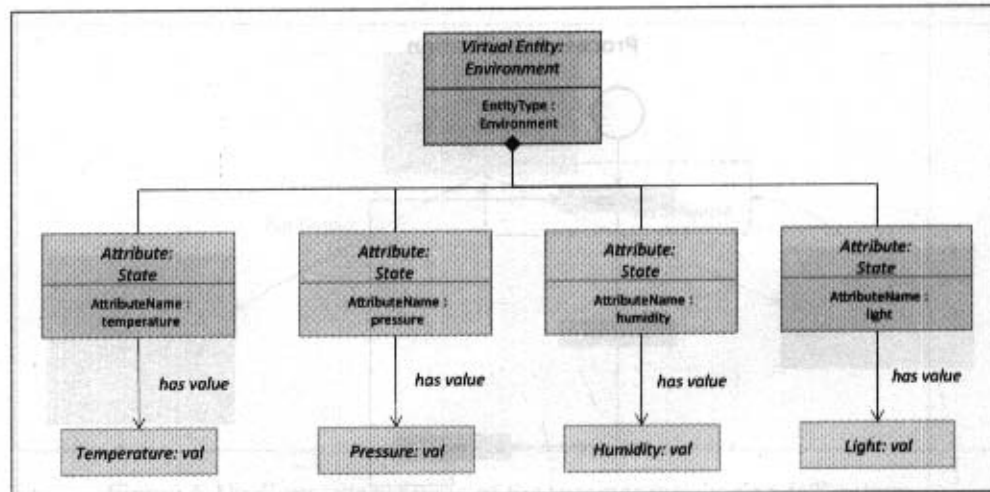 Virtual Entity:
Environment
EntityType :
Environment
Attribute:
State
AttributeName :
temperature
Attribute:
State
AttributeName :
pressure
Attribute:
State
AttributeName :
humidity
Attribute:
State
AttributeName :
light
has value
has value
has value
has value
Temperature: val
Pressure: val
Humidity: val
Light: val